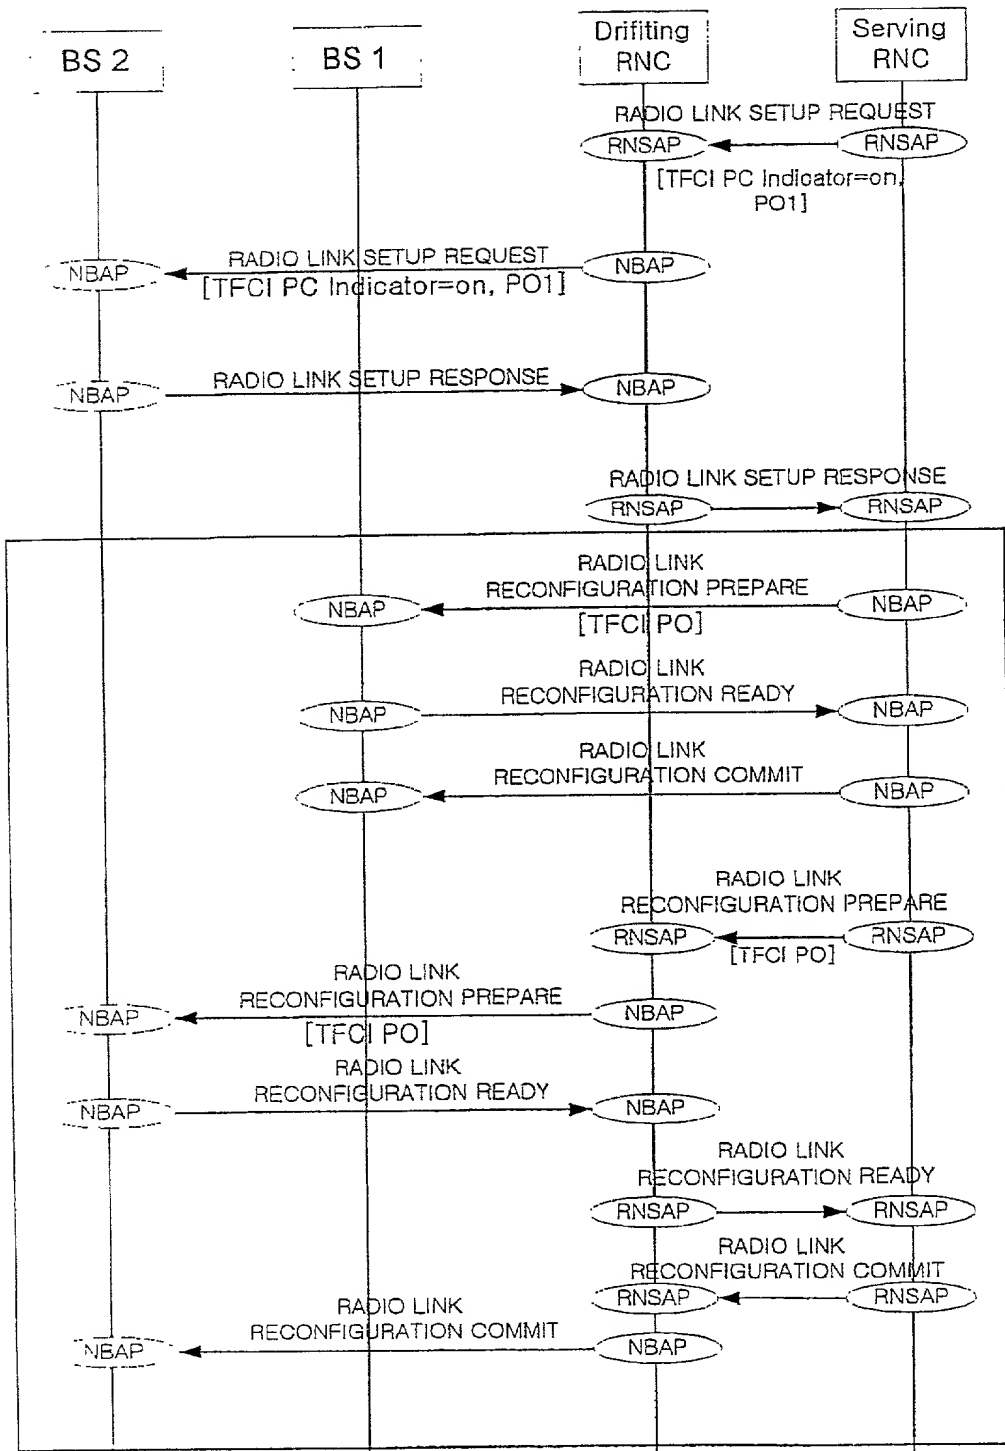 BS 2
BS 1
Drifiting
RNC
Serving
RNC
RADIO LINK SETUP REQUEST
RNSAP
RNSAP
[TFCI PC Indicator=on,
PO1]
RADIO LINK SETUP REQUEST
NBAP
NBAP
[TFCI PC Indicator=on, PO1]
RADIO LINK SETUP RESPONSE
NBAP
NBAP
RADIO LINK SETUP RESPONSE
RNSAP
RNSAP
RADIO LINK
RECONFIGURATION PREPARE
NBAP
NBAP
[TFCI PO]
RADIO LINK
RECONFIGURATION READY
NBAP
NBAP
RADIO LINK
RECONFIGURATION COMMIT
NBAP
NBAP
RADIO LINK
RECONFIGURATION PREPARE
RNSAP
RNSAP
[TFCI PO]
RADIO LINK
RECONFIGURATION PREPARE
NBAP
NBAP
[TFCI PO]
RADIO LINK
RECONFIGURATION READY
NBAP
NBAP
RADIO LINK
RECONFIGURATION READY
RNSAP
RNSAP
RADIO LINK
RECONFIGURATION COMMIT
RNSAP
RNSAP
RADIO LINK
RECONFIGURATION COMMIT
NBAP
NBAP